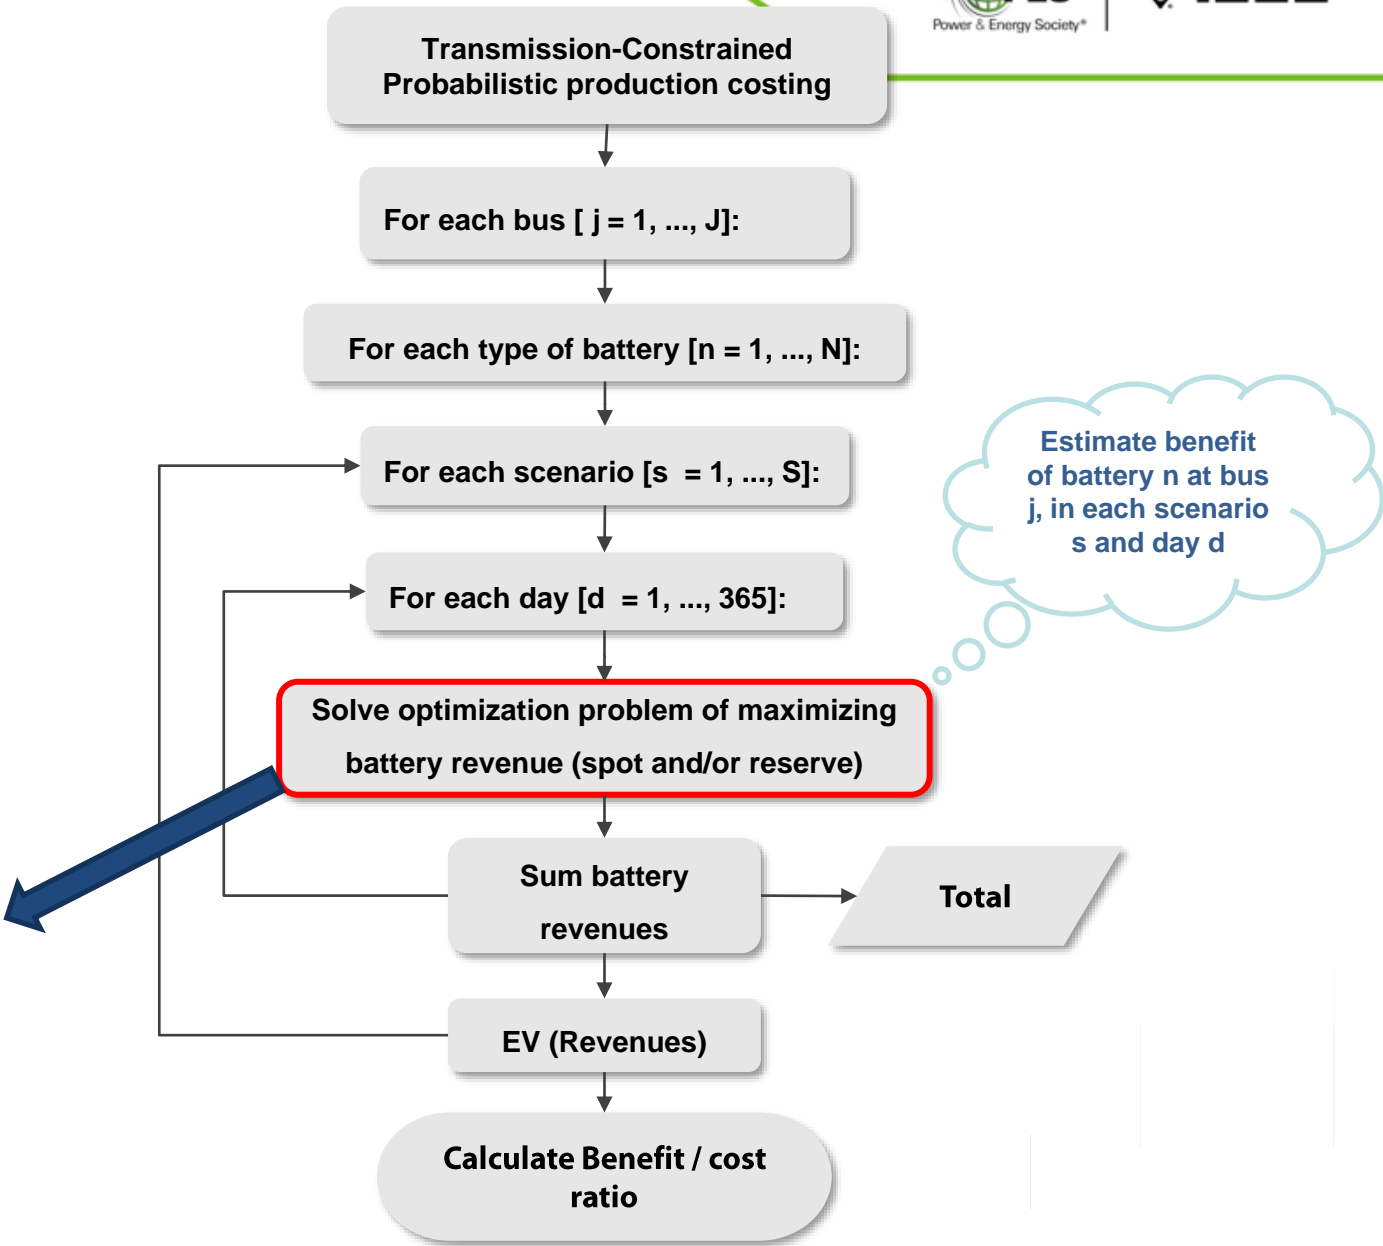 Power & Energy Society®
Transmission-Constrained
Probabilistic production costing
For each bus [ j = 1, ..., J]:
For each type of battery [n = 1, ..., N]:
For each scenario [s  = 1, ..., S]:
Estimate benefit
of battery n at bus
j, in each scenario
s and day d
For each day [d  = 1, ..., 365]:
Solve optimization problem of maximizing
battery revenue (spot and/or reserve)
Sum battery
revenues
Total
EV (Revenues)
Calculate Benefit / cost
ratio